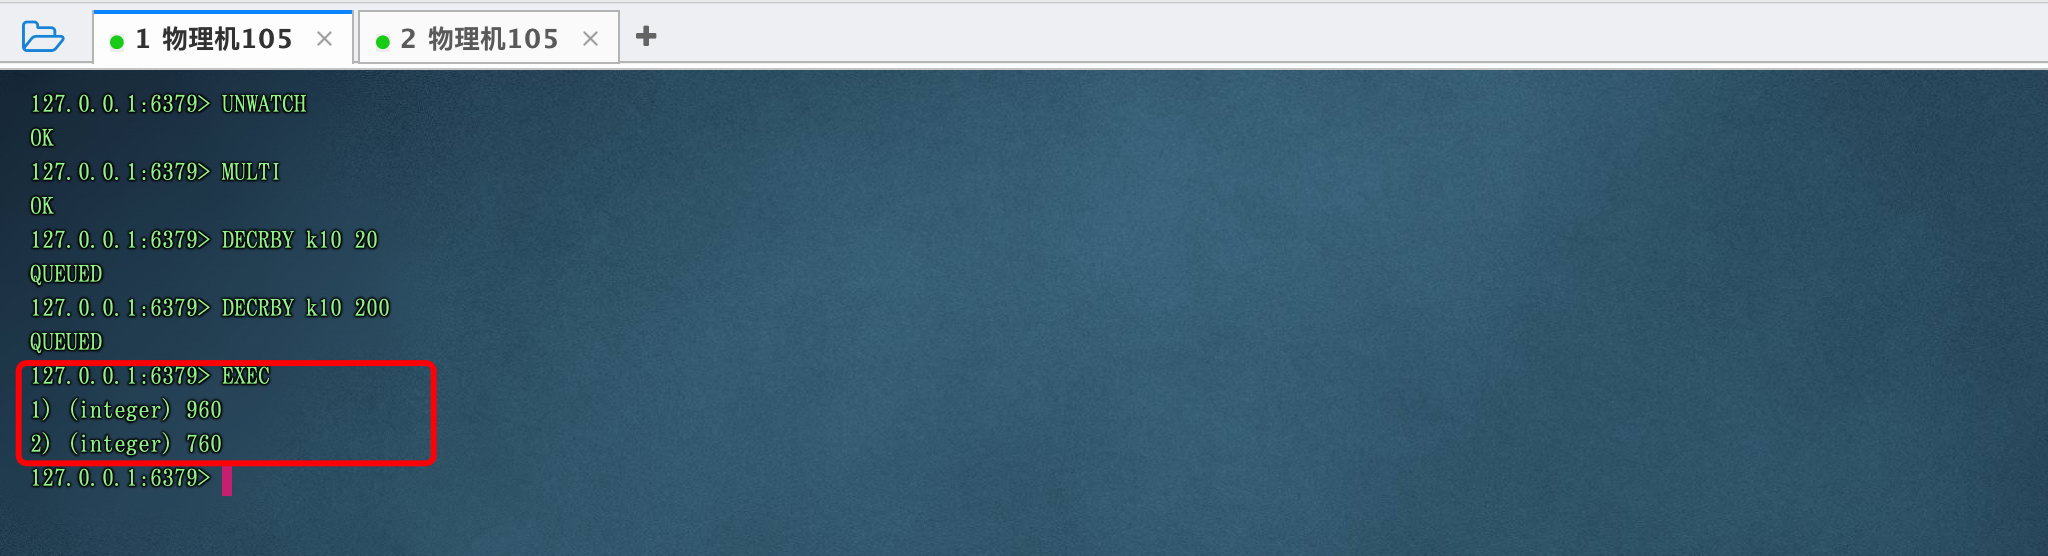 1 物理机105 × 2 物理机105 × +
127.0.0.1:6379> UNWATCH
OK
127.0.0.1:6379> MULTI
OK
127.0.0.1:6379> DECRBY k10 20
QUEUED
127.0.0.1:6379> DECRBY k10 200
QUEUED
127.0.0.1:6379> EXEC
1) (integer) 960
2) (integer) 760
127.0.0.1:6379>